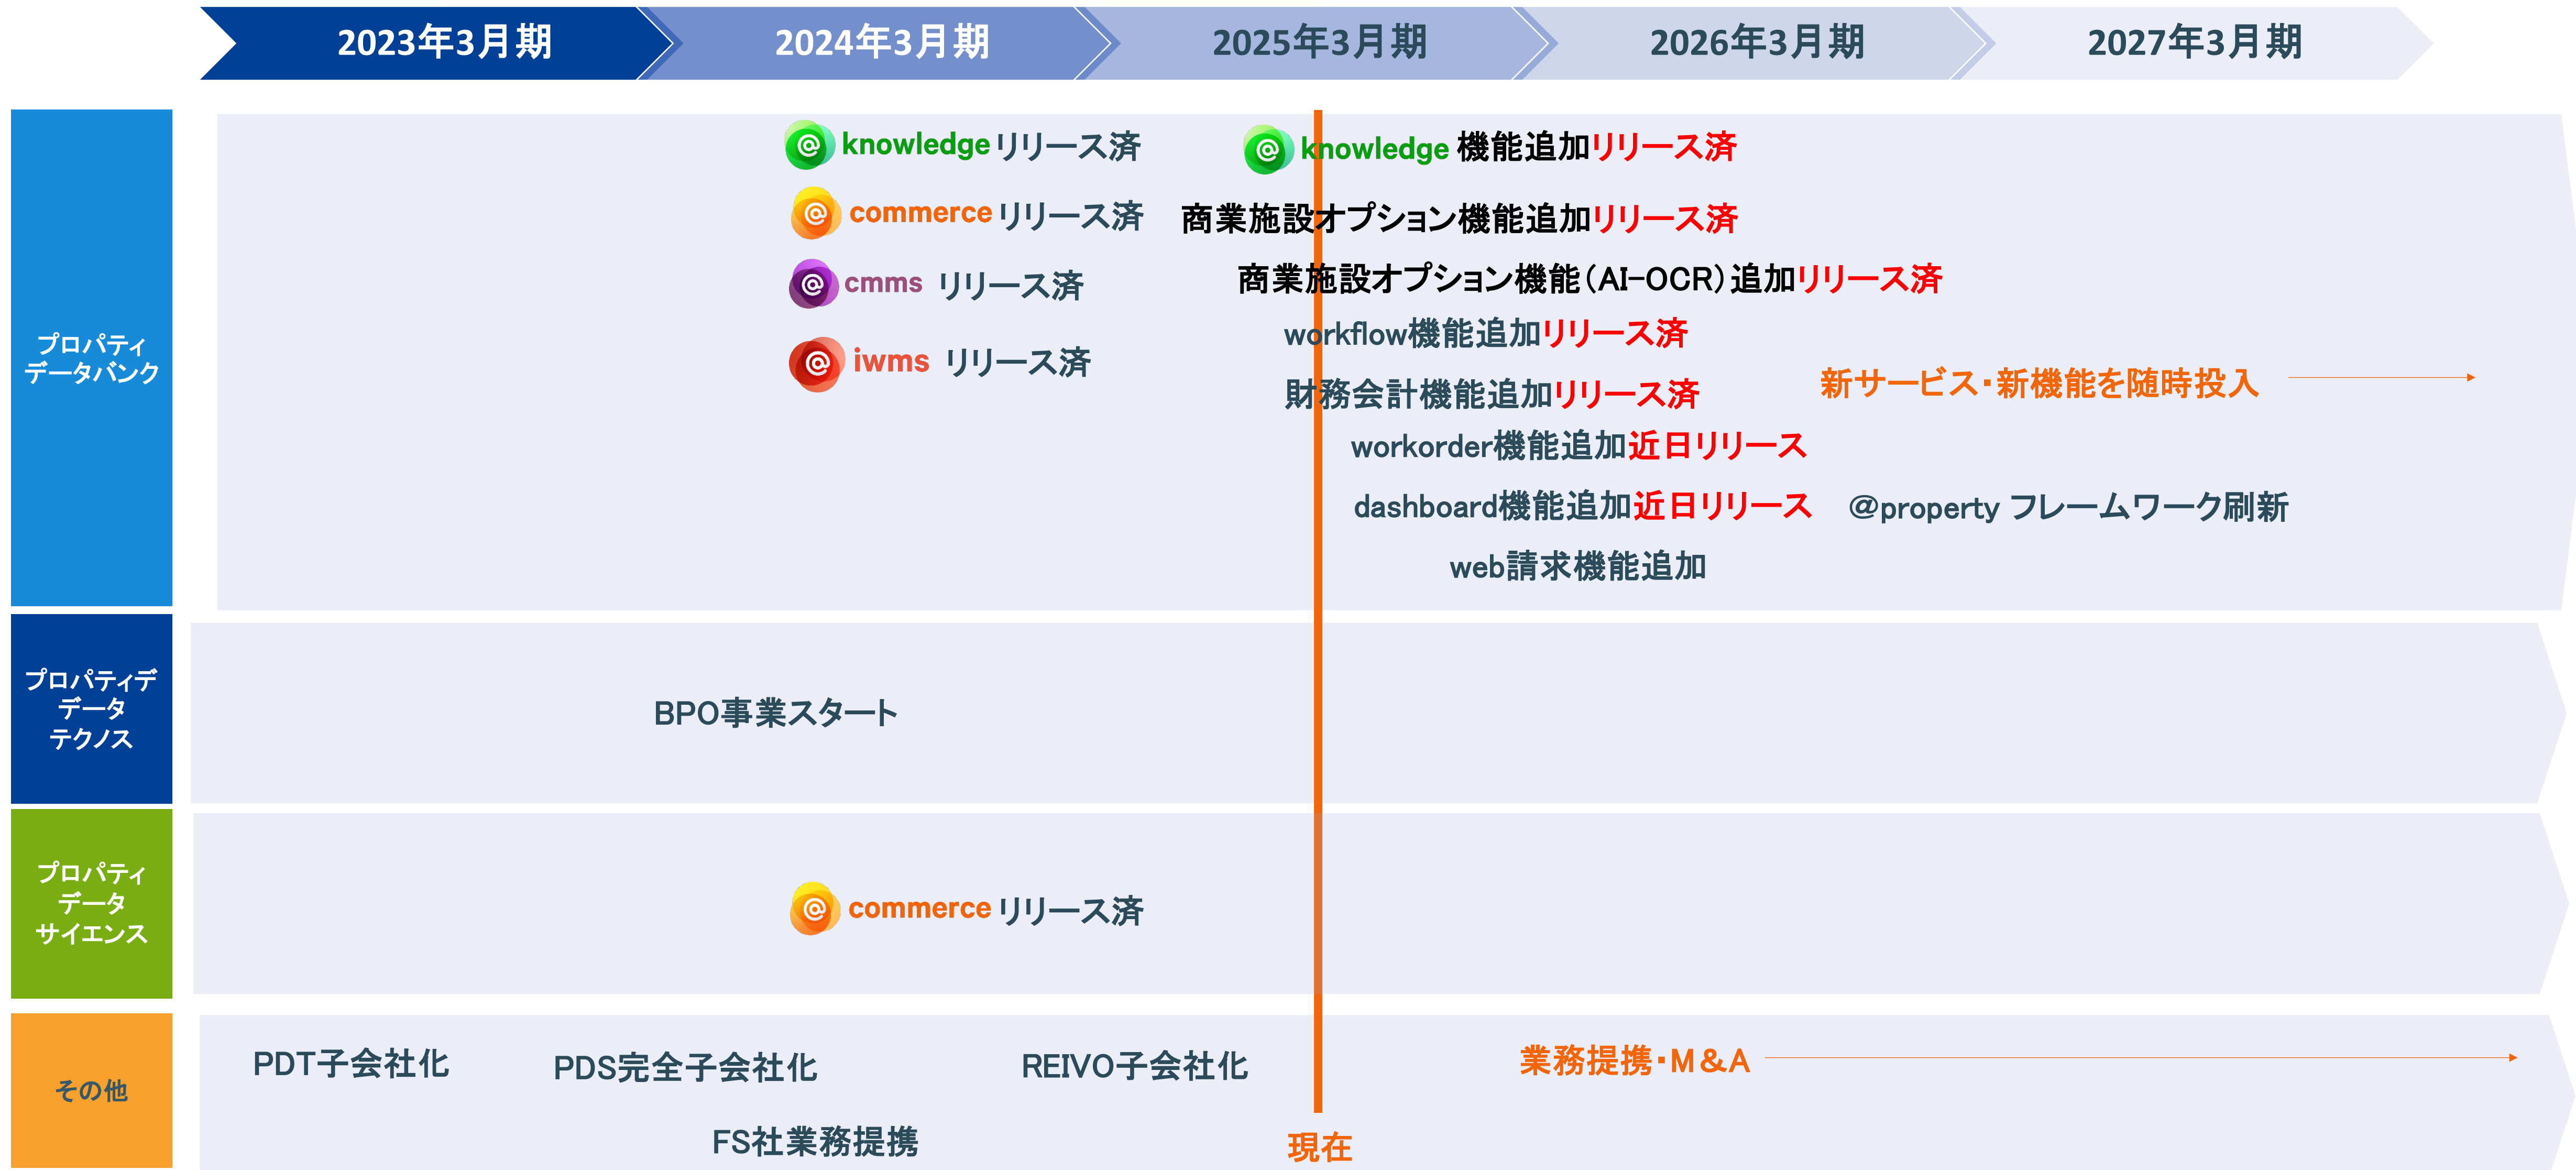 2023年3月期
2024年3月期
2025年3月期
2026年3月期
2027年3月期
プロパティ
データバンク
@ knowledge リリース済
@ commerce リリース済
@ cmms リリース済
@ iwms リリース済
@ knowledge 機能追加リリース済
商業施設オプション機能追加リリース済
商業施設オプション機能（AI-OCR）追加リリース済
workflow機能追加リリース済
財務会計機能追加リリース済
workorder機能追加近日リリース
dashboard機能追加近日リリース
web請求機能追加
新サービス・新機能を随時投入
＠property フレームワーク刷新
プロパティデ
データ
テクノス
BPO事業スタート
プロパティ
データ
サイエンス
@ commerce リリース済
その他
PDT子会社化
PDS完全子会社化
REIVO子会社化
業務提携・M＆A
FS社業務提携
現在